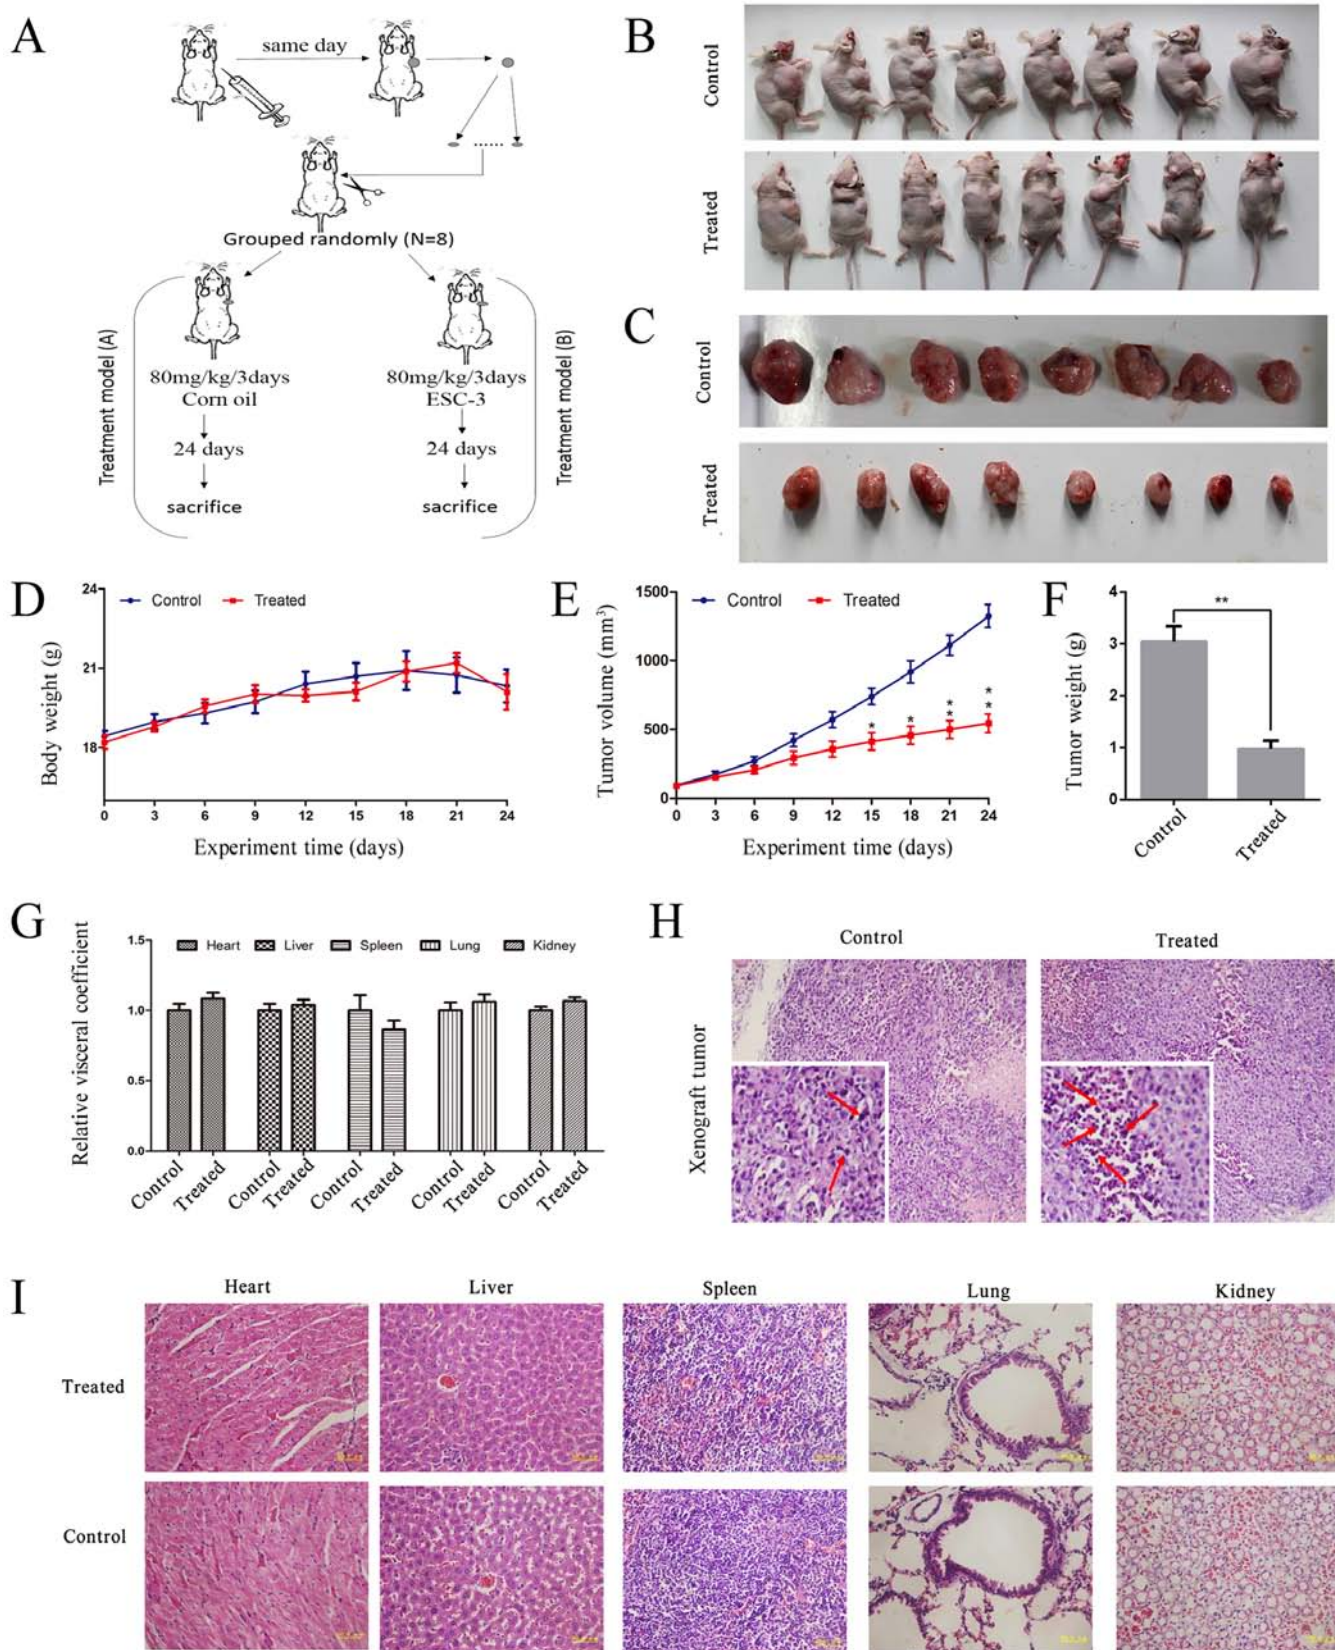 A
same day
Grouped randomly (N=8)
Treatment model (A)
80mg/kg/3days
Corn oil
24 days
sacrifice
80mg/kg/3days
ESC-3
24 days
sacrifice
Treatment model (B)
B
Control
Treated
C
Control
Treated
D
Control
Treated
Body weight (g)
24
21
18
0 3 6 9 12 15 18 21 24
Experiment time (days)
E
Control
Treated
Tumor volume (mm³)
1500
1000
500
0
* * ** **
0 3 6 9 12 15 18 21 24
Experiment time (days)
F
**
Tumor weight (g)
4
3
2
1
0
Control
Treated
G
Relative visceral coefficient
1.5
1.0
0.5
0.0
Heart Liver Spleen Lung Kidney
Control Treated Control Treated Control Treated Control Treated Control Treated
H
Control
Treated
Xenograft tumor
I
Heart
Liver
Spleen
Lung
Kidney
Treated
Control